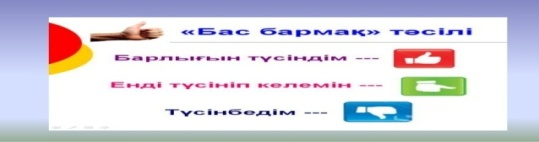 «Бас бармақ» тәсілі
Барлығын түсіндім ---
Енді түсініп келемін ---
Түсінбедім ---